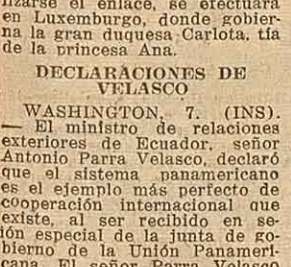 lizarse el enlace, se efectuará
en Luxemburgo, donde gobier-
na la gran duquesa Carlota, tía
de la princesa Ana.
DECLARACIONES DE
VELASCO
WASHINGTON, 7. (INS).
— El ministro de relaciones
exteriores de Ecuador, señor
Antonio Parra Velasco, declaró
que el sistema panamericano
es el ejemplo más perfecto de
cooperación internacional que
existe, al ser recibido en se-
ión especial de la junta de go-
bierno de la Unión Panameri-
cana. El señor Parra Velasco